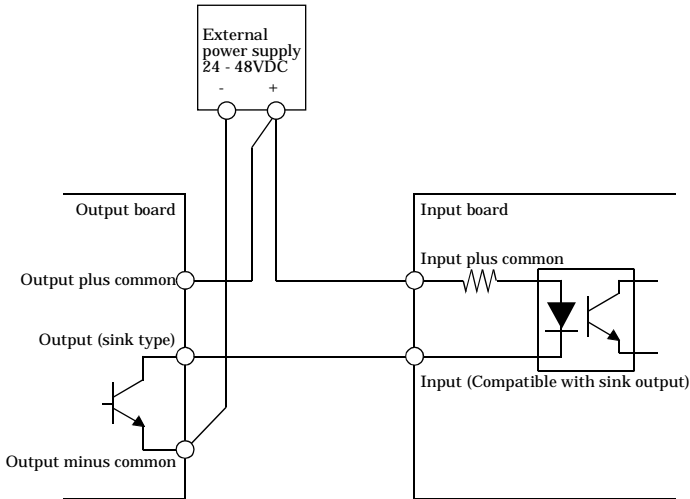 External
power supply
24 - 48VDC
- +
Output board
Input board
Input plus common
Output plus common
Output (sink type)
Input (Compatible with sink output)
Output minus common